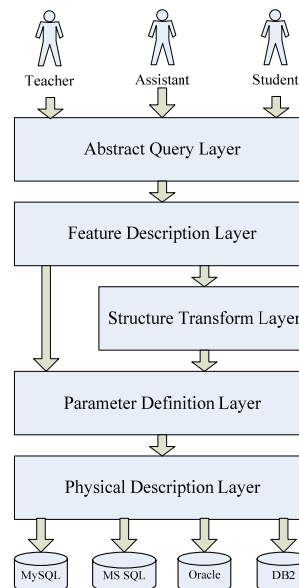 Teacher Assistant Student
Abstract Query Layer
Feature Description Layer
Structure Transform Layer
Parameter Definition Layer
Physical Description Layer
MySQL MS SQL Oracle DB2